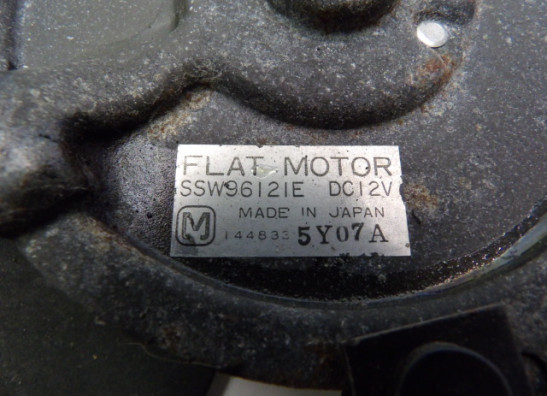 FLAT MOTOR
SSW96121E DC12V
MADE IN JAPAN
M 144833 5Y07A